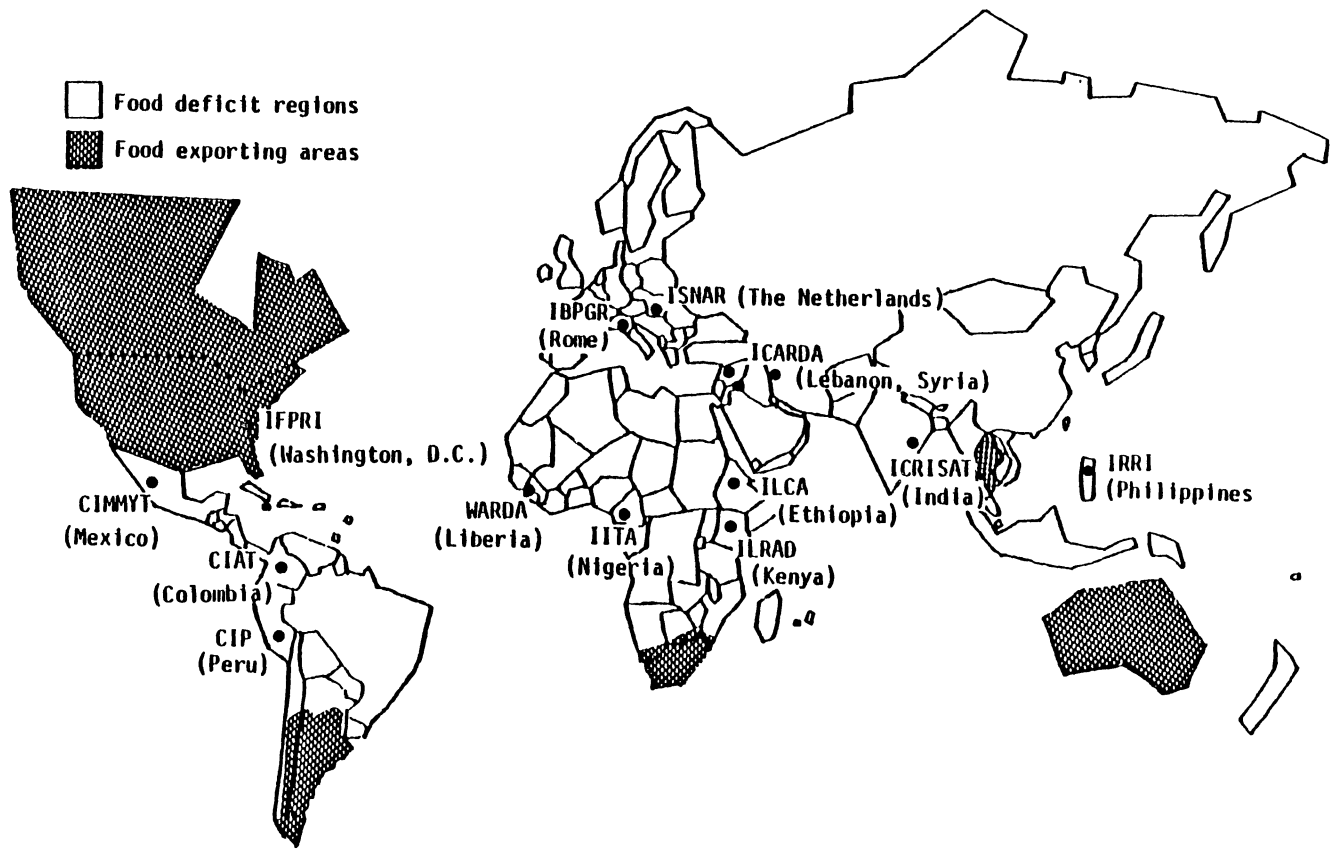 Food deficit regions
Food exporting areas
IFPRI
(Washington, D.C.)
CIMMYT
(Mexico)
CIAT
(Colombia)
CIP
(Peru)
IBPGR
(Rome)
ISNAR (The Netherlands)
ICARDA
(Lebanon, Syria)
WARDA
(Liberia)
IITA
(Nigeria)
ILCA
(Ethiopia)
ILRAD
(Kenya)
ICRISAT
(India)
IRRI
(Philippines